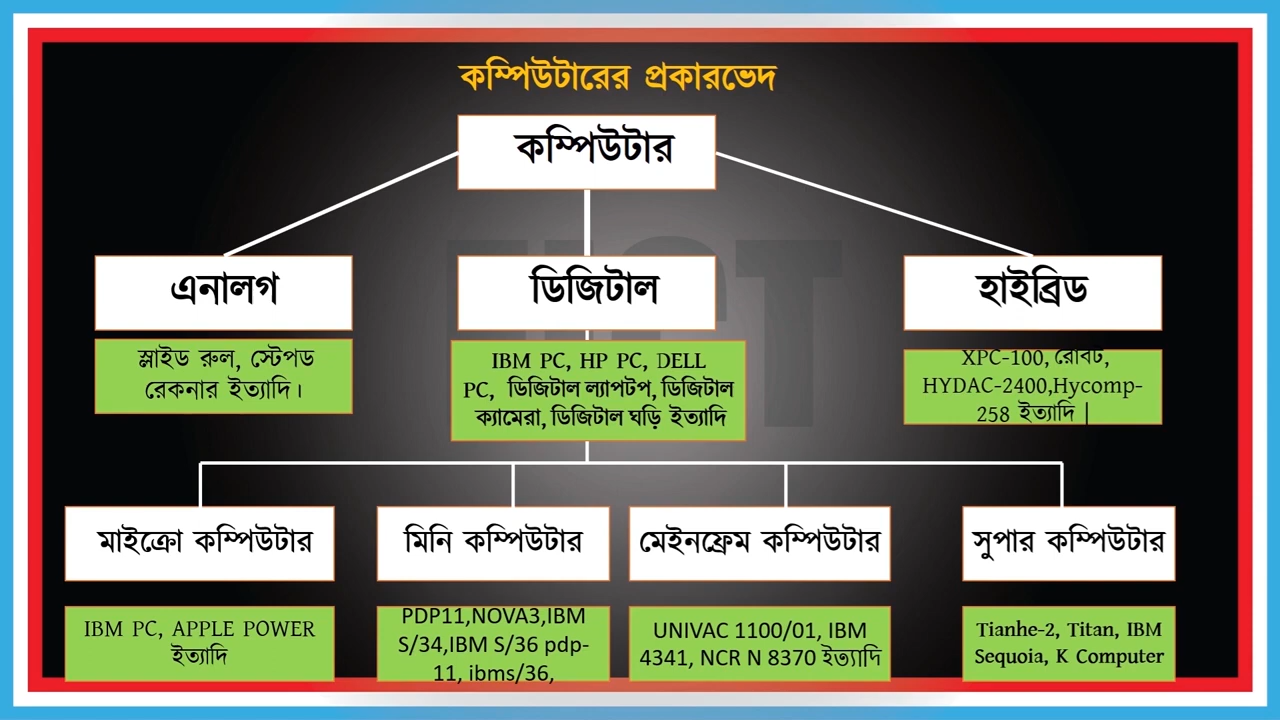 কম্পিউটারের প্রকারভেদ
কম্পিউটার
এনালগ
ডিজিটাল
হাইব্রিড
স্লাইড রুল, স্টেপড
রেকনার ইত্যাদি।
IBM PC, HP PC, DELL
PC, ডিজিটাল ল্যাপটপ, ডিজিটাল
ক্যামেরা, ডিজিটাল ঘড়ি ইত্যাদি
XPC-100, রোবট,
HYDAC-2400,Hycomp-
258 ইত্যাদি |
মাইক্রো কম্পিউটার
মিনি কম্পিউটার
মেইনফ্রেম কম্পিউটার
সুপার কম্পিউটার
IBM PC, APPLE POWER
ইত্যাদি
PDP11,NOVA3,IBM
S/34,IBM S/36 pdp-
11, ibms/36,
UNIVAC 1100/01, IBM
4341, NCR N 8370 ইত্যাদি
Tianhe-2, Titan, IBM
Sequoia, K Computer